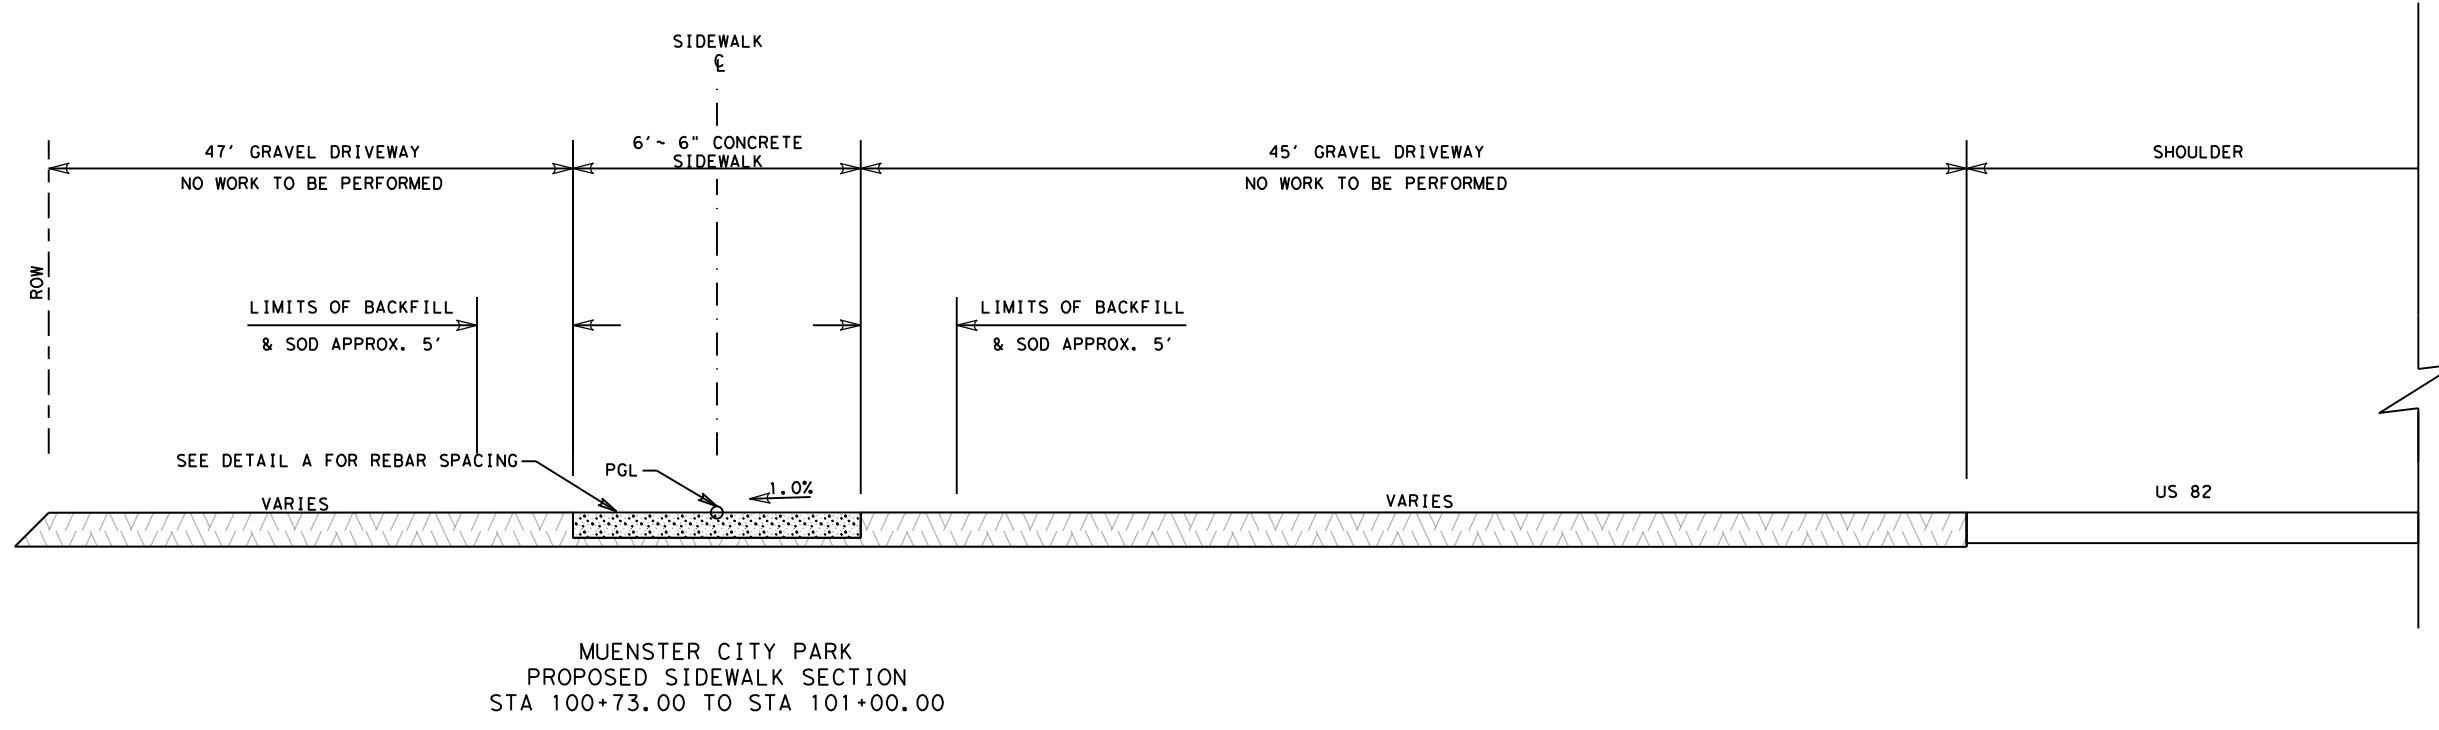 SIDEWALK
℄
47' GRAVEL DRIVEWAY
NO WORK TO BE PERFORMED
6'~ 6" CONCRETE
SIDEWALK
45' GRAVEL DRIVEWAY
NO WORK TO BE PERFORMED
SHOULDER
ROW
LIMITS OF BACKFILL
& SOD APPROX. 5'
LIMITS OF BACKFILL
& SOD APPROX. 5'
SEE DETAIL A FOR REBAR SPACING
PGL
1.0%
VARIES
VARIES
US 82
MUENSTER CITY PARK
PROPOSED SIDEWALK SECTION
STA 100+73.00 TO STA 101+00.00